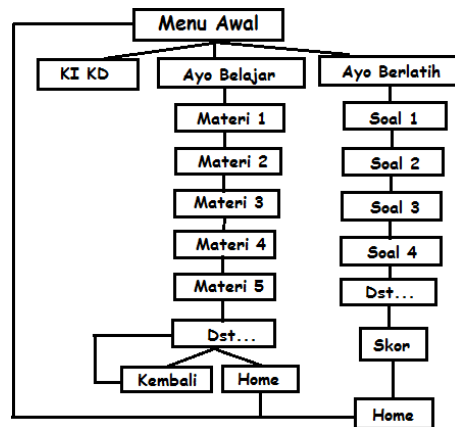 Menu Awal
KI KD
Ayo Belajar
Ayo Berlatih
Materi 1
Materi 2
Materi 3
Materi 4
Materi 5
Dst...
Kembali
Home
Soal 1
Soal 2
Soal 3
Soal 4
Dst...
Skor
Home